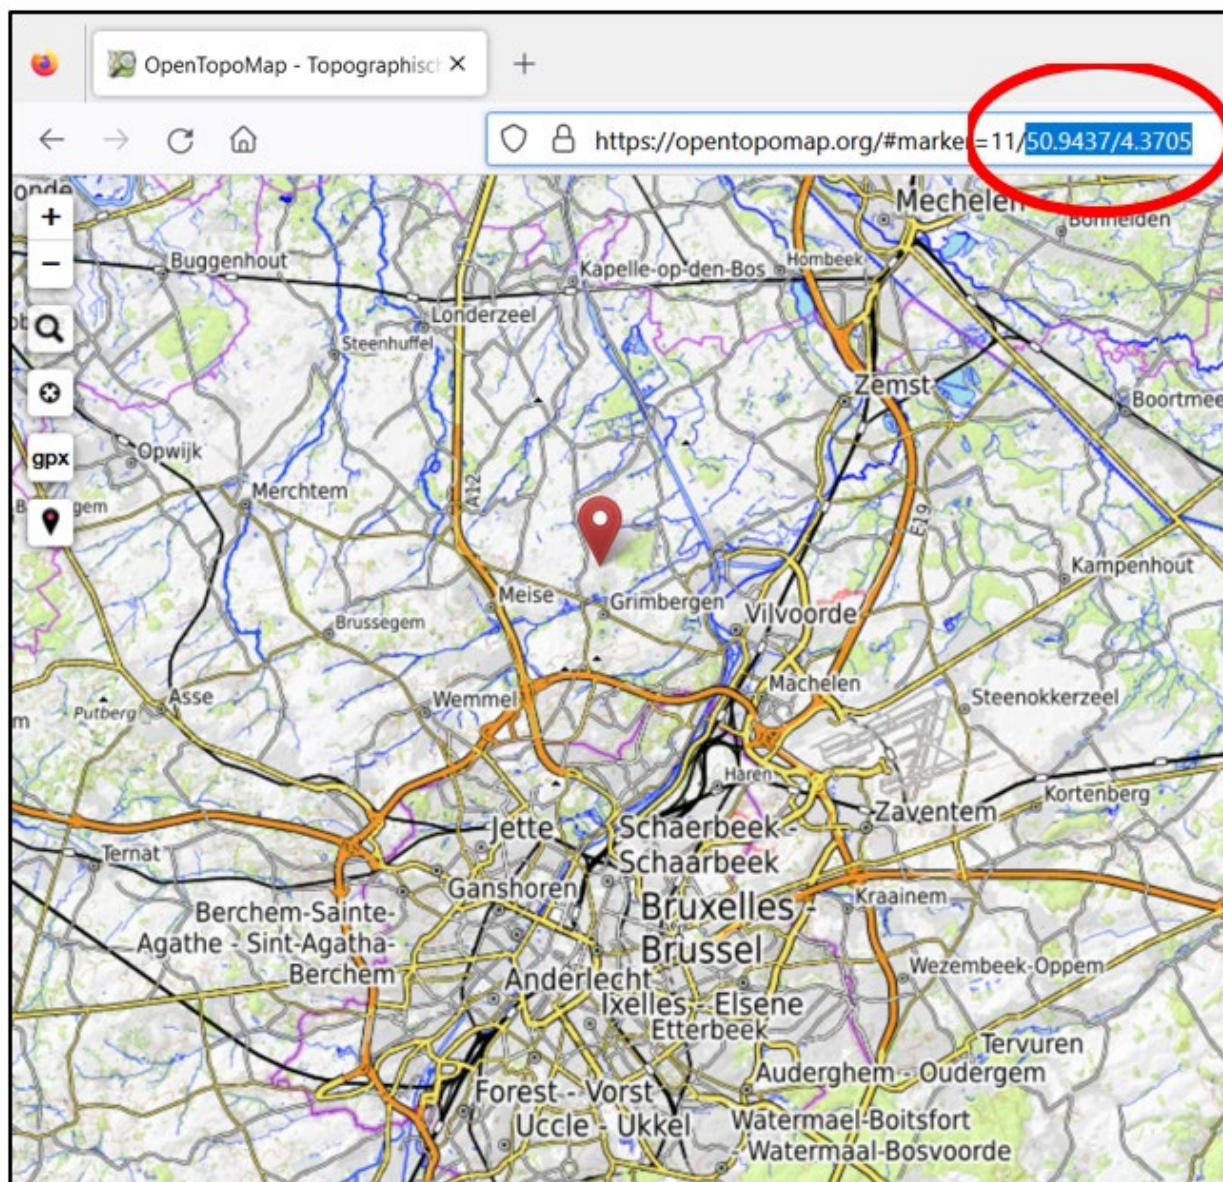 OpenTopoMap - Topographisch
https://opentopomap.org/#marker=11/50.9437/4.3705
onde
Mechelen
Bonheiden
Buggenhout
Kapelle-op-den-Bos
Hombeek
Londerzeel
Steenhuffel
Zemst
Boortmee
gpx
Opwijk
Merchtem
A12
E19
gem
Kampenhout
Meise
Grimbergen
Vilvoorde
Brussegem
Asse
Putberg
Wemmel
Machelen
Steenokkerzeel
m
Haren
Kortenberg
Jette
Schaerbeek -
Schaarbeek
Zaventem
Ternat
Ganshoren
Kraainem
Berchem-Sainte-
Agathe - Sint-Agatha-
Berchem
Bruxelles -
Brussel
Anderlecht
Wezembeek-Oppem
Ixelles - Elsene
Etterbeek
Tervuren
Auderghem - Oudergem
Forest - Vorst
Uccle - Ukkel
Watermael-Boitsfort
- Watermaal-Bosvoorde